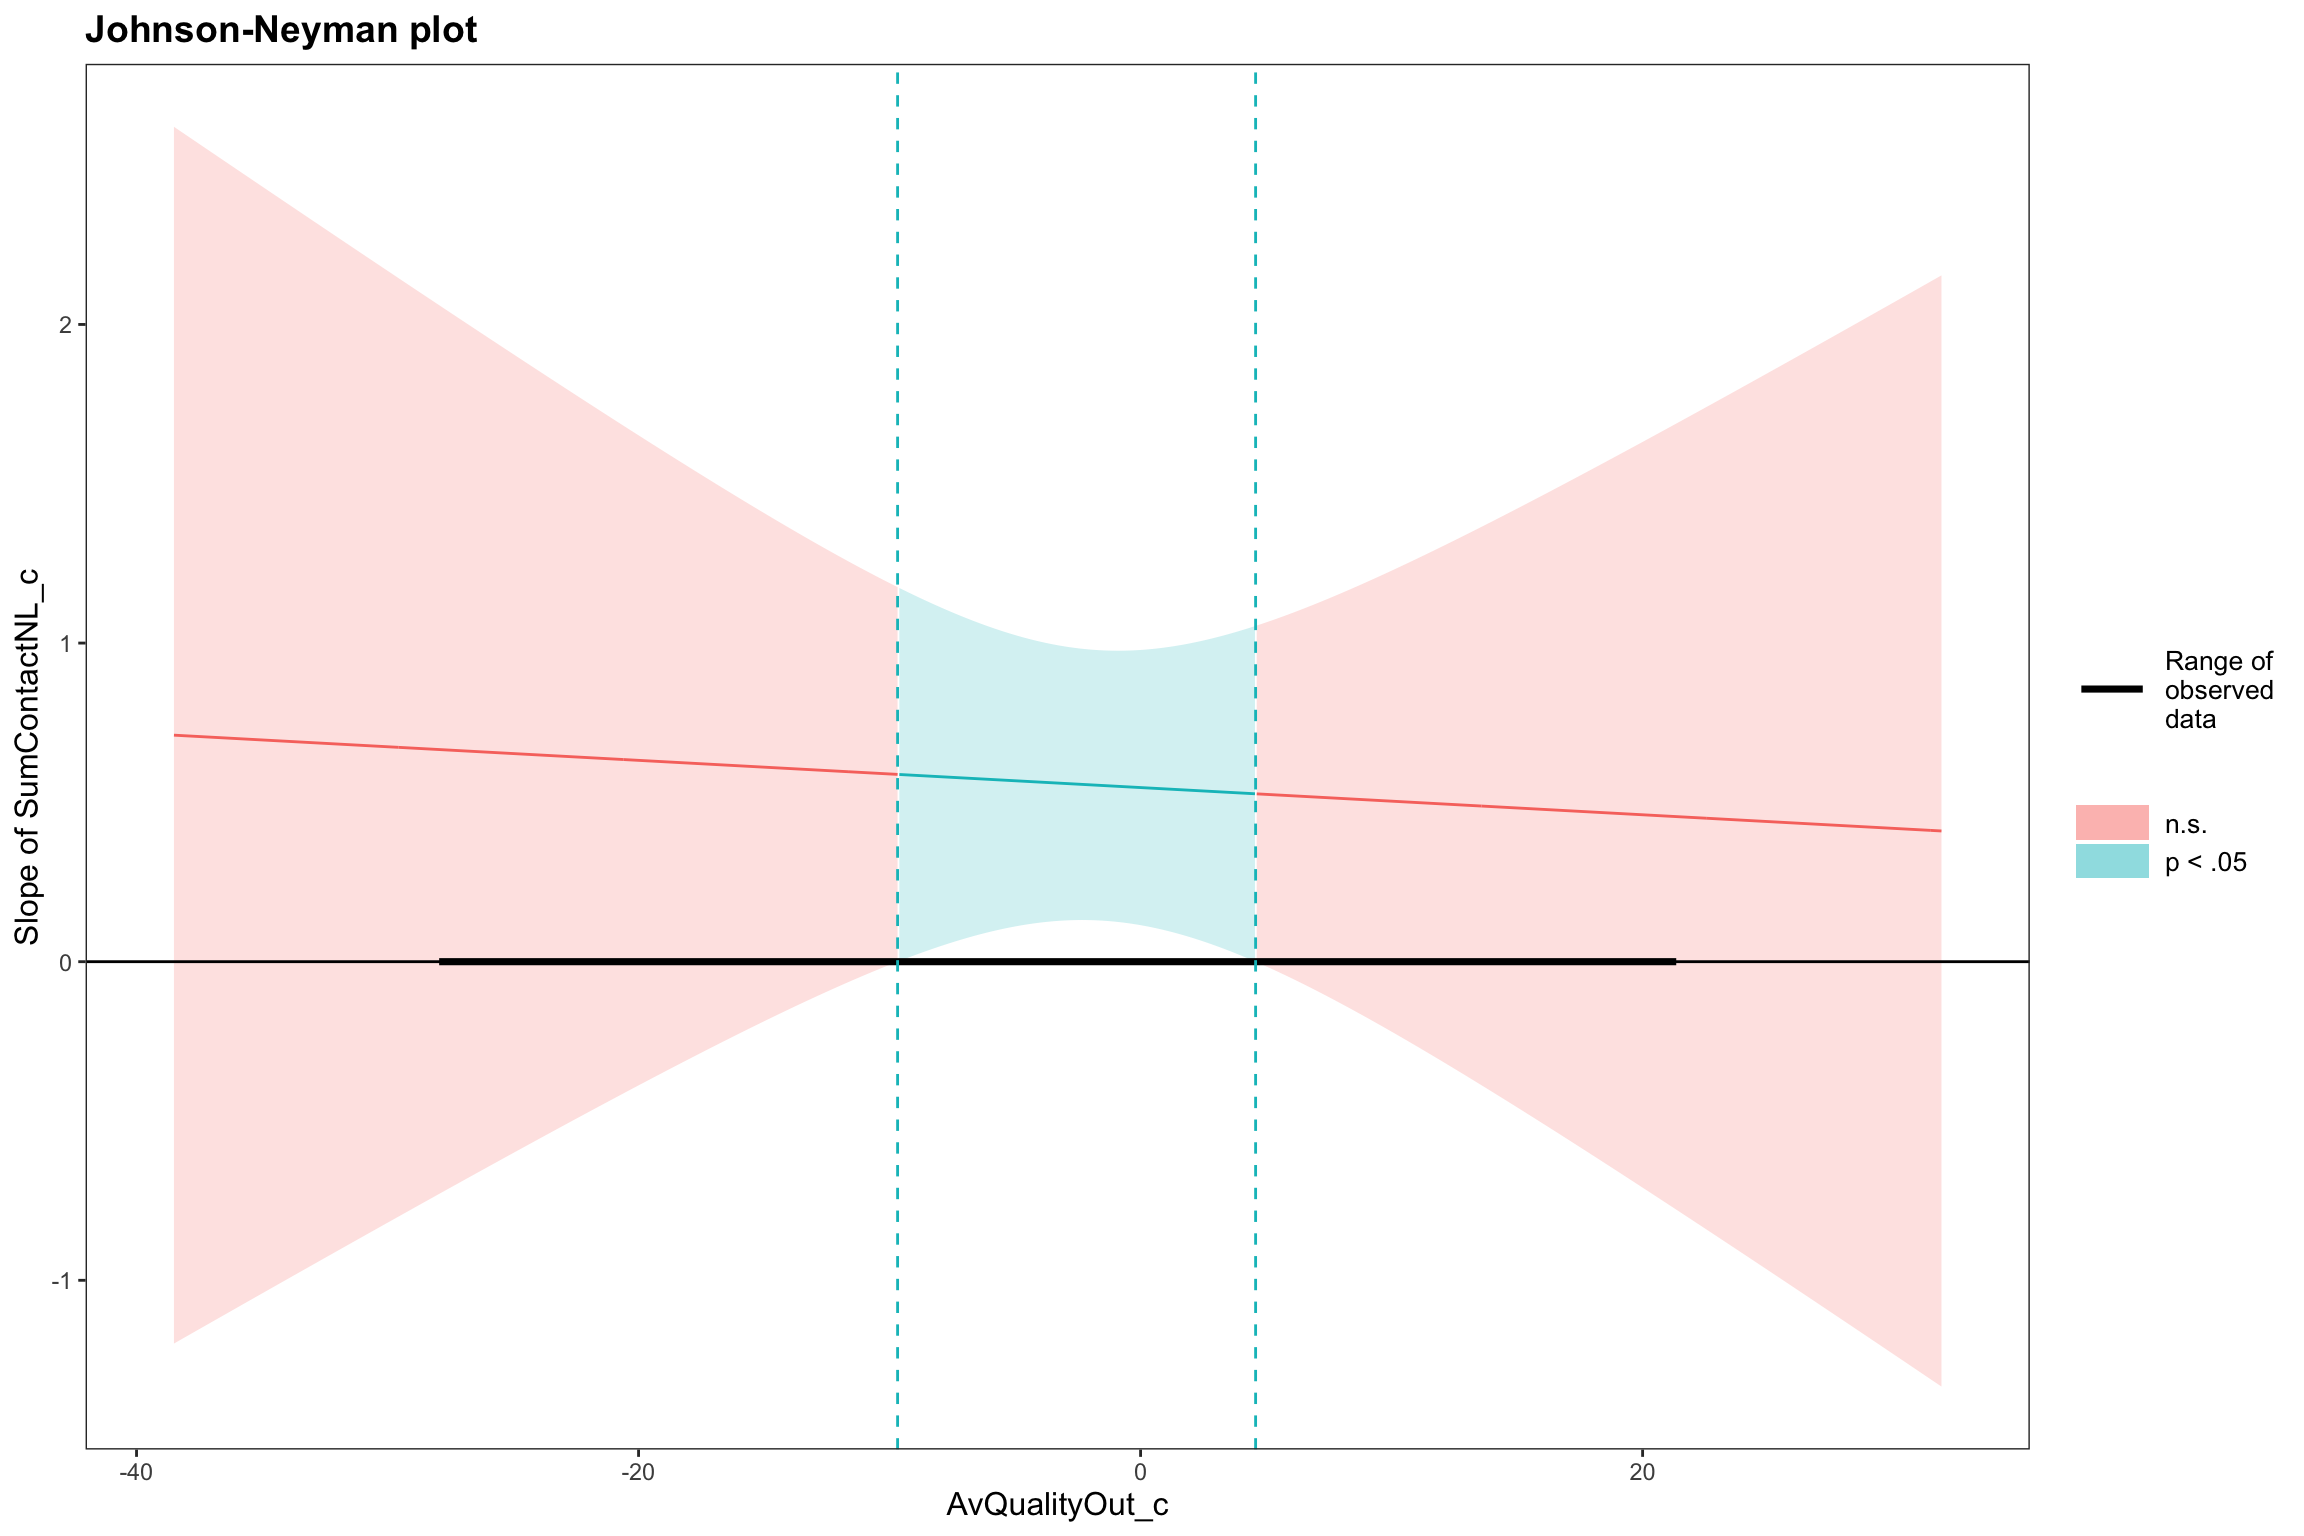 Johnson-Neyman plot
Slope of SumContactNL_c
2
1
0
-1
-40
-20
0
20
AvQualityOut_c
Range of
observed
data
n.s.
p < .05